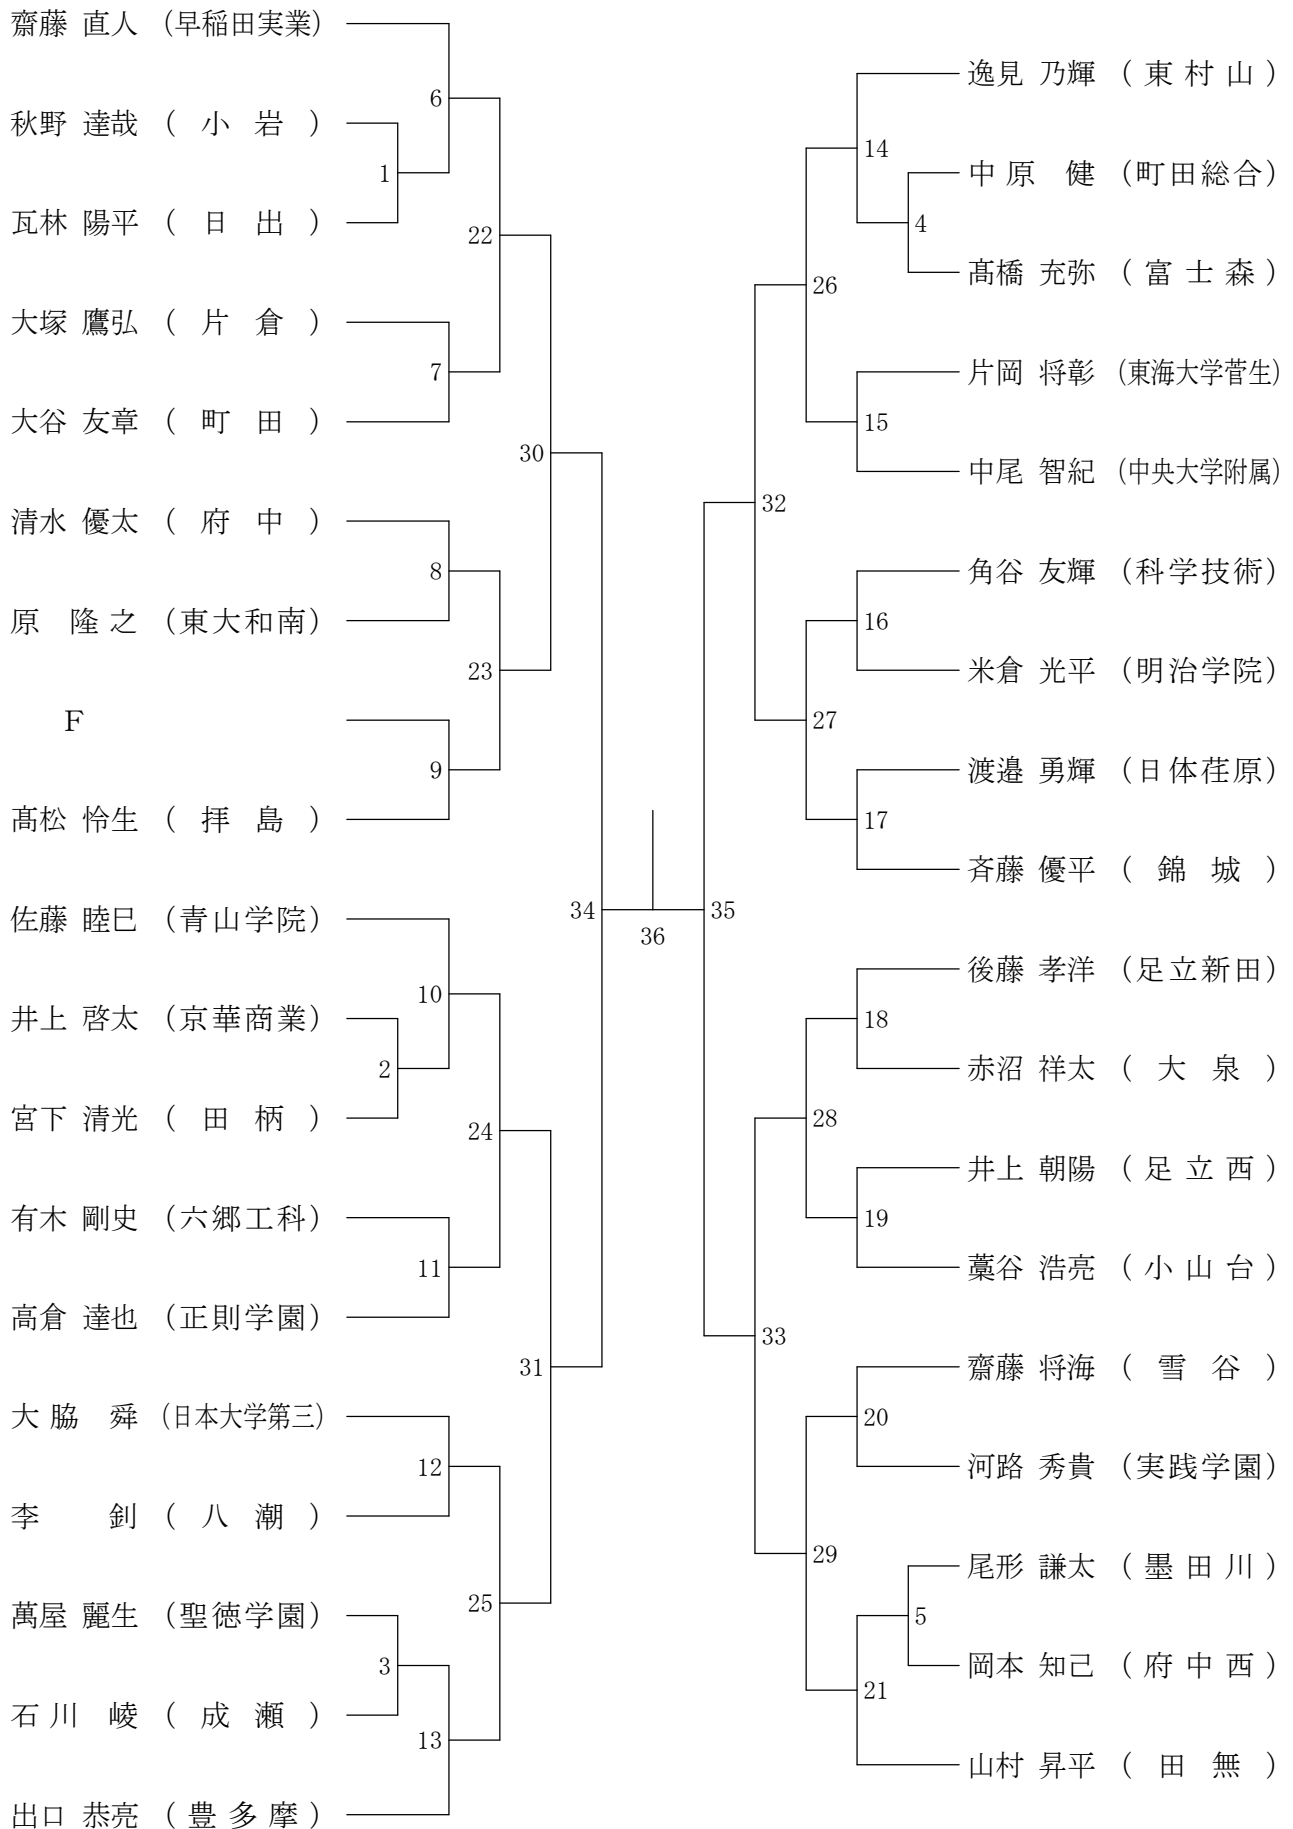 齋藤 直人 (早稲田実業)
秋野 達哉 ( 小 岩 )
瓦林 陽平 ( 日 出 )
大塚 鷹弘 ( 片 倉 )
大谷 友章 ( 町 田 )
清水 優太 ( 府 中 )
原 隆之 (東大和南)
F
髙松 怜生 ( 拝 島 )
佐藤 睦巳 (青山学院)
井上 啓太 (京華商業)
宮下 清光 ( 田 柄 )
有木 剛史 (六郷工科)
高倉 達也 (正則学園)
大脇 舜 (日本大学第三)
李 釗 ( 八 潮 )
萬屋 麗生 (聖徳学園)
石川 崚 ( 成 瀬 )
出口 恭亮 ( 豊 多 摩 )
6
1
22
7
30
8
23
9
34
10
2
24
11
31
12
25
3
13
36
逸見 乃輝 ( 東 村 山 )
中原 健 (町田総合)
髙橋 充弥 ( 富 士 森 )
片岡 将彰 (東海大学菅生)
中尾 智紀 (中央大学附属)
角谷 友輝 (科学技術)
米倉 光平 (明治学院)
渡邉 勇輝 (日体荏原)
斉藤 優平 ( 錦 城 )
後藤 孝洋 (足立新田)
赤沼 祥太 ( 大 泉 )
井上 朝陽 ( 足 立 西 )
藁谷 浩亮 ( 小 山 台 )
齋藤 将海 ( 雪 谷 )
河路 秀貴 (実践学園)
尾形 謙太 ( 墨 田 川 )
岡本 知己 ( 府 中 西 )
山村 昇平 ( 田 無 )
14
4
26
15
32
16
27
17
35
18
28
19
33
20
29
5
21